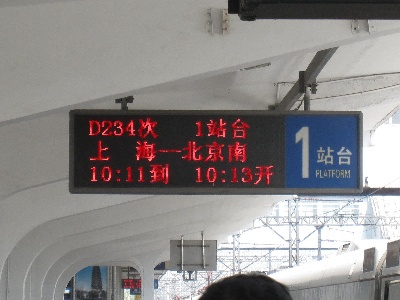 D234次 1站台
上 海--北京南
10:11到 10:13开
1 站台
PLATFORM